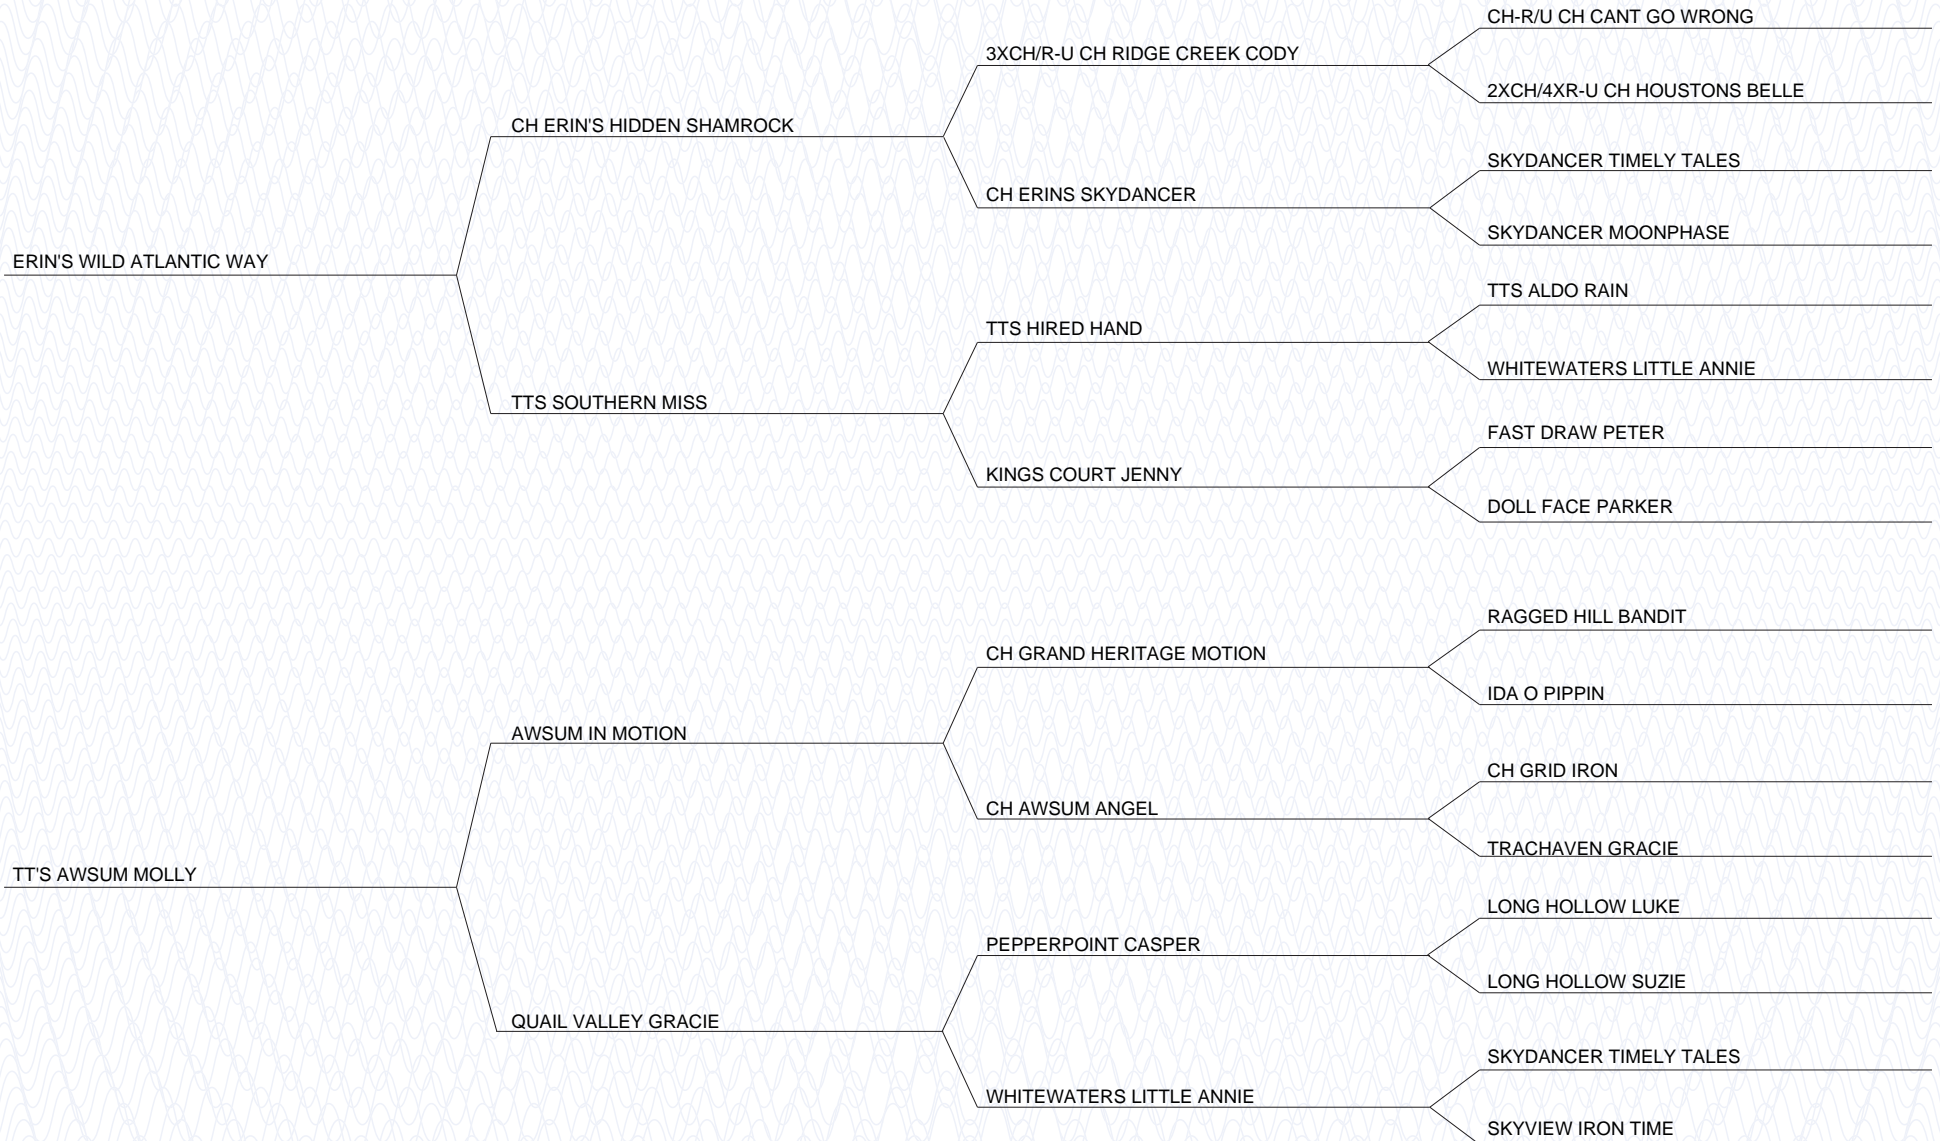 CH-R/U CH CANT GO WRONG
3XCH/R-U CH RIDGE CREEK CODY
2XCH/4XR-U CH HOUSTONS BELLE
CH ERIN'S HIDDEN SHAMROCK
SKYDANCER TIMELY TALES
CH ERINS SKYDANCER
SKYDANCER MOONPHASE
ERIN'S WILD ATLANTIC WAY
TTS ALDO RAIN
TTS HIRED HAND
WHITEWATERS LITTLE ANNIE
TTS SOUTHERN MISS
FAST DRAW PETER
KINGS COURT JENNY
DOLL FACE PARKER
RAGGED HILL BANDIT
CH GRAND HERITAGE MOTION
IDA O PIPPIN
AWSUM IN MOTION
CH GRID IRON
CH AWSUM ANGEL
TRACHAVEN GRACIE
TT'S AWSUM MOLLY
LONG HOLLOW LUKE
PEPPERPOINT CASPER
LONG HOLLOW SUZIE
QUAIL VALLEY GRACIE
SKYDANCER TIMELY TALES
WHITEWATERS LITTLE ANNIE
SKYVIEW IRON TIME